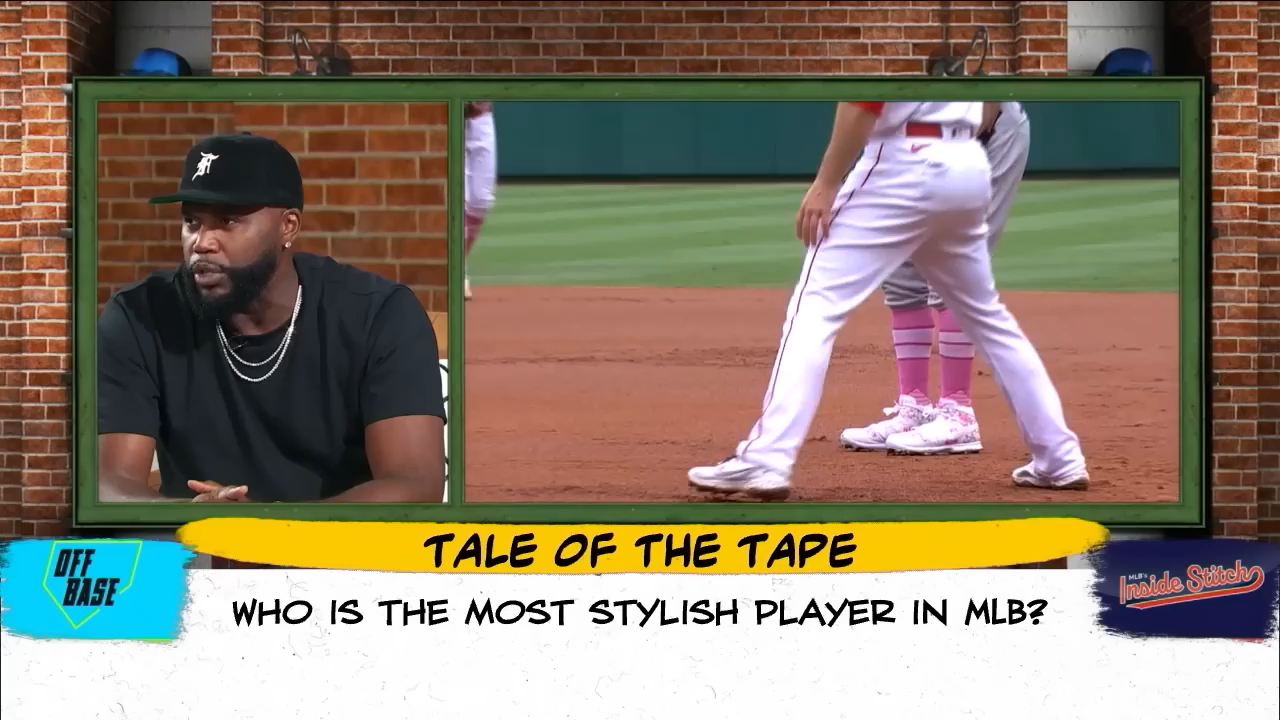 TALE OF THE TAPE
OFF
BASE
WHO IS THE MOST STYLISH PLAYER IN MLB?
MLB's
Inside Stitch